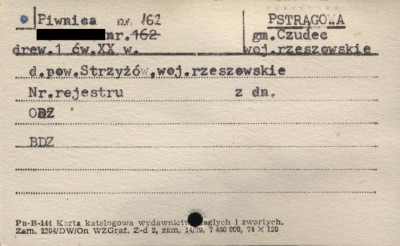 Piwnica nr 162 PSTRĄGOWA
nr. 162 gm. Czudec
drew. 1 ćw. XX w. woj. rzeszowskie
d. pow. Strzyżów, woj. rzeszowskie
Nr. rejestru z dn.
ODZ
BDZ
Pu-B-144 Karta katalogowa wydawnictw ciągłych i zwartych.
Zam. 2204/DW/On WZGraf. Z-d 2, zam. 14/79. 7 480 000, 74 × 120